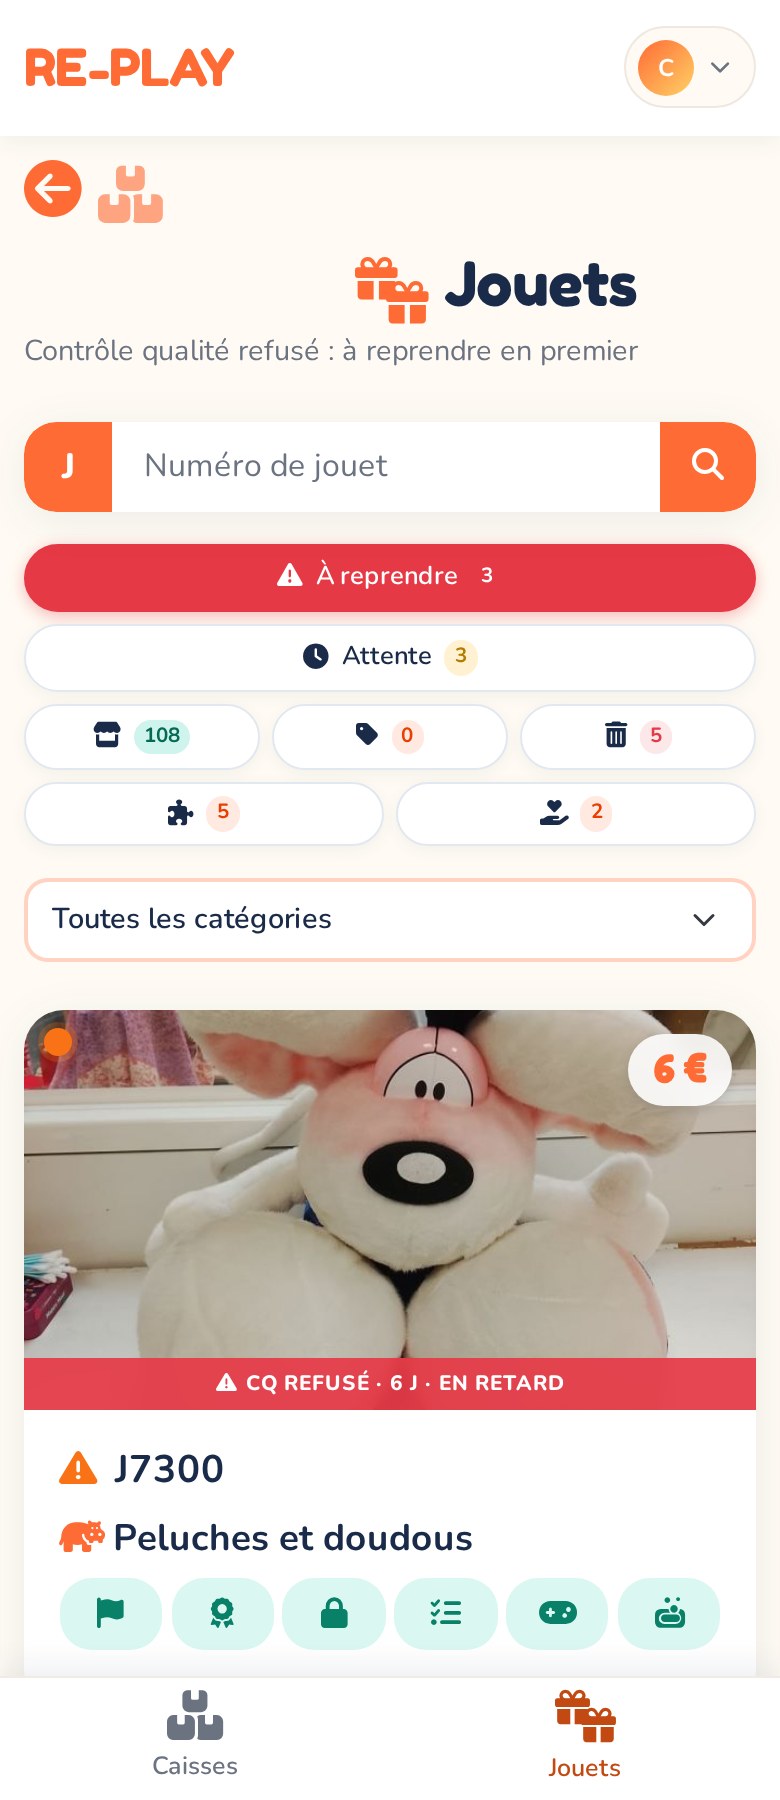 RE-PLAY
C
Jouets
Contrôle qualité refusé : à reprendre en premier
J Numéro de jouet
À reprendre 3
Attente 3
108 0 5
5 2
Toutes les catégories
6 €
CQ REFUSÉ · 6 J · EN RETARD
J7300
Peluches et doudous
Caisses Jouets